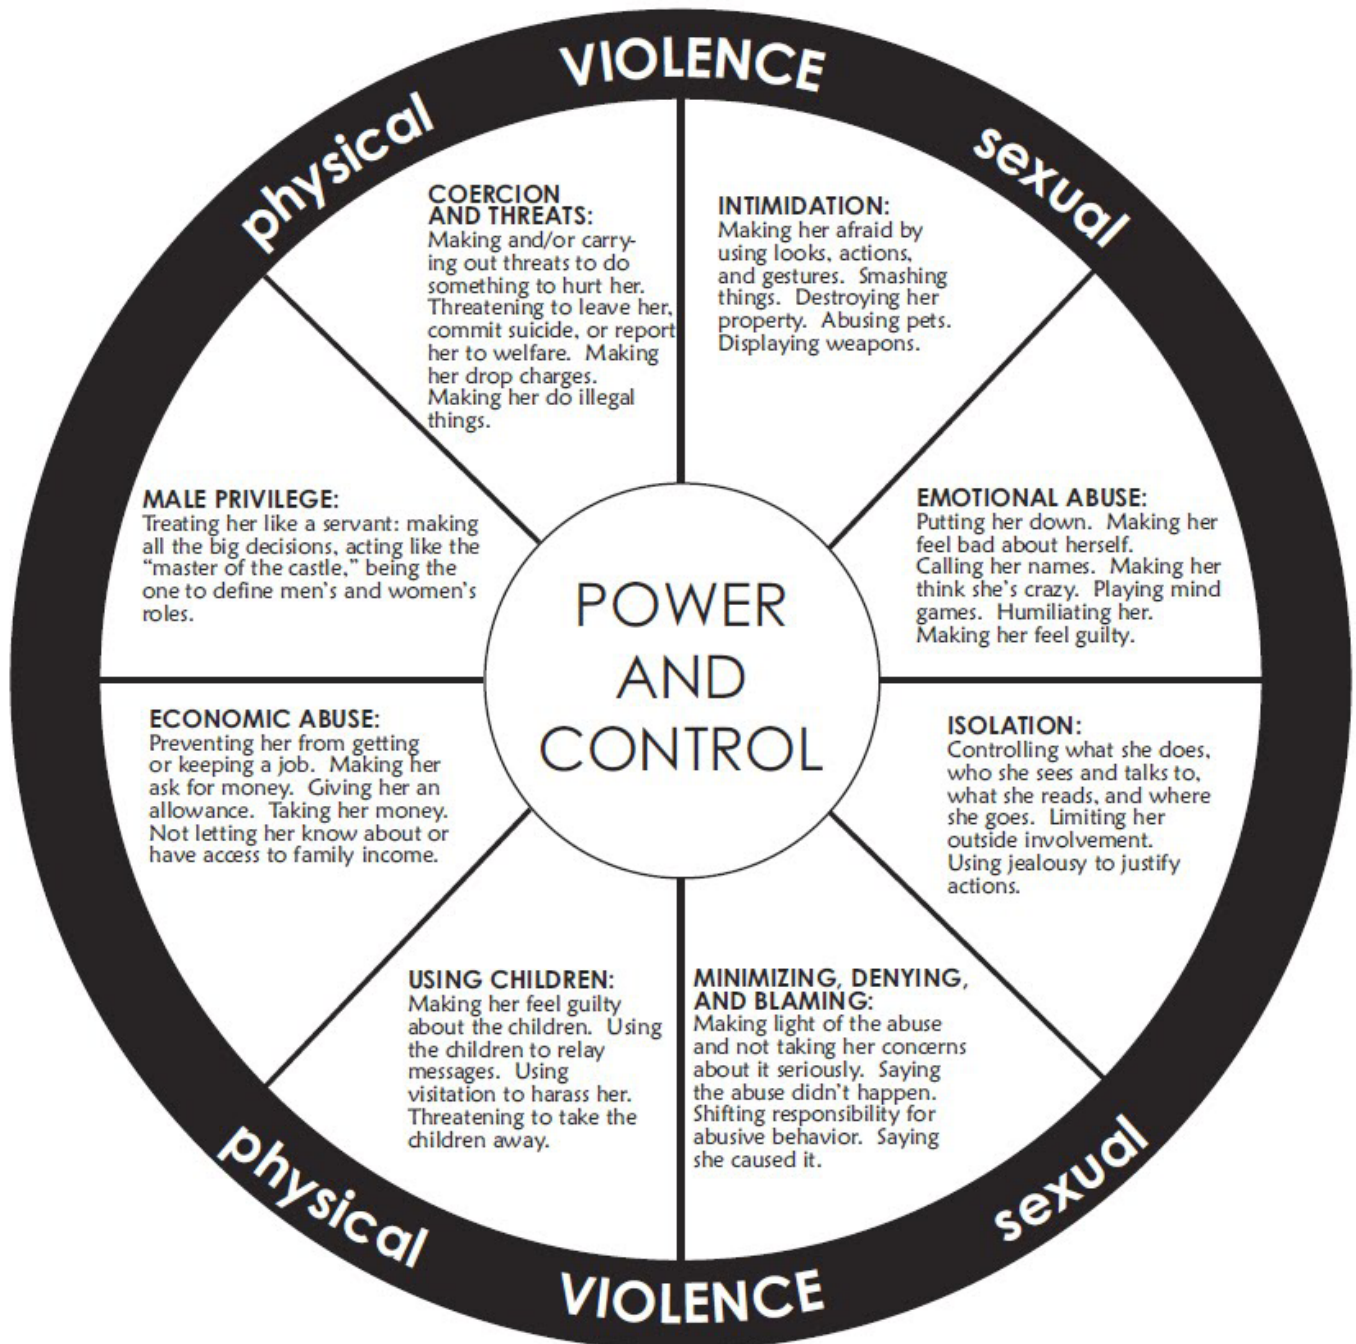 VIOLENCE
physical
sexual
COERCION
AND THREATS:
Making and/or carry-
ing out threats to do
something to hurt her.
Threatening to leave her,
commit suicide, or report
her to welfare. Making
her drop charges.
Making her do illegal
things.
INTIMIDATION:
Making her afraid by
using looks, actions,
and gestures. Smashing
things. Destroying her
property. Abusing pets.
Displaying weapons.
MALE PRIVILEGE:
Treating her like a servant: making
all the big decisions, acting like the
“master of the castle,” being the
one to define men’s and women’s
roles.
EMOTIONAL ABUSE:
Putting her down. Making her
feel bad about herself.
Calling her names. Making her
think she’s crazy. Playing mind
games. Humiliating her.
Making her feel guilty.
POWER
AND
CONTROL
ECONOMIC ABUSE:
Preventing her from getting
or keeping a job. Making her
ask for money. Giving her an
allowance. Taking her money.
Not letting her know about or
have access to family income.
ISOLATION:
Controlling what she does,
who she sees and talks to,
what she reads, and where
she goes. Limiting her
outside involvement.
Using jealousy to justify
actions.
USING CHILDREN:
Making her feel guilty
about the children. Using
the children to relay
messages. Using
visitation to harass her.
Threatening to take the
children away.
MINIMIZING, DENYING,
AND BLAMING:
Making light of the abuse
and not taking her concerns
about it seriously. Saying
the abuse didn’t happen.
Shifting responsibility for
abusive behavior. Saying
she caused it.
physical
sexual
VIOLENCE